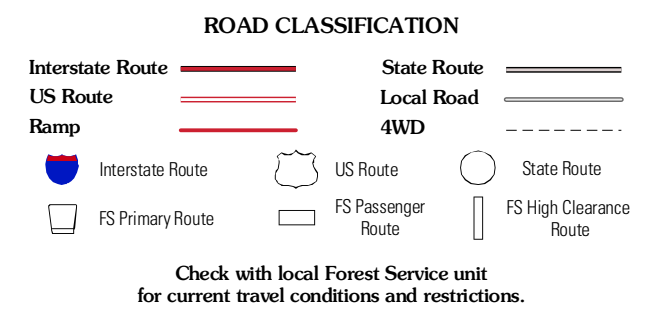 ROAD CLASSIFICATION
Interstate Route
State Route
US Route
Local Road
Ramp
4WD
Interstate Route
US Route
State Route
FS Primary Route
FS Passenger
Route
FS High Clearance
Route
Check with local Forest Service unit
for current travel conditions and restrictions.